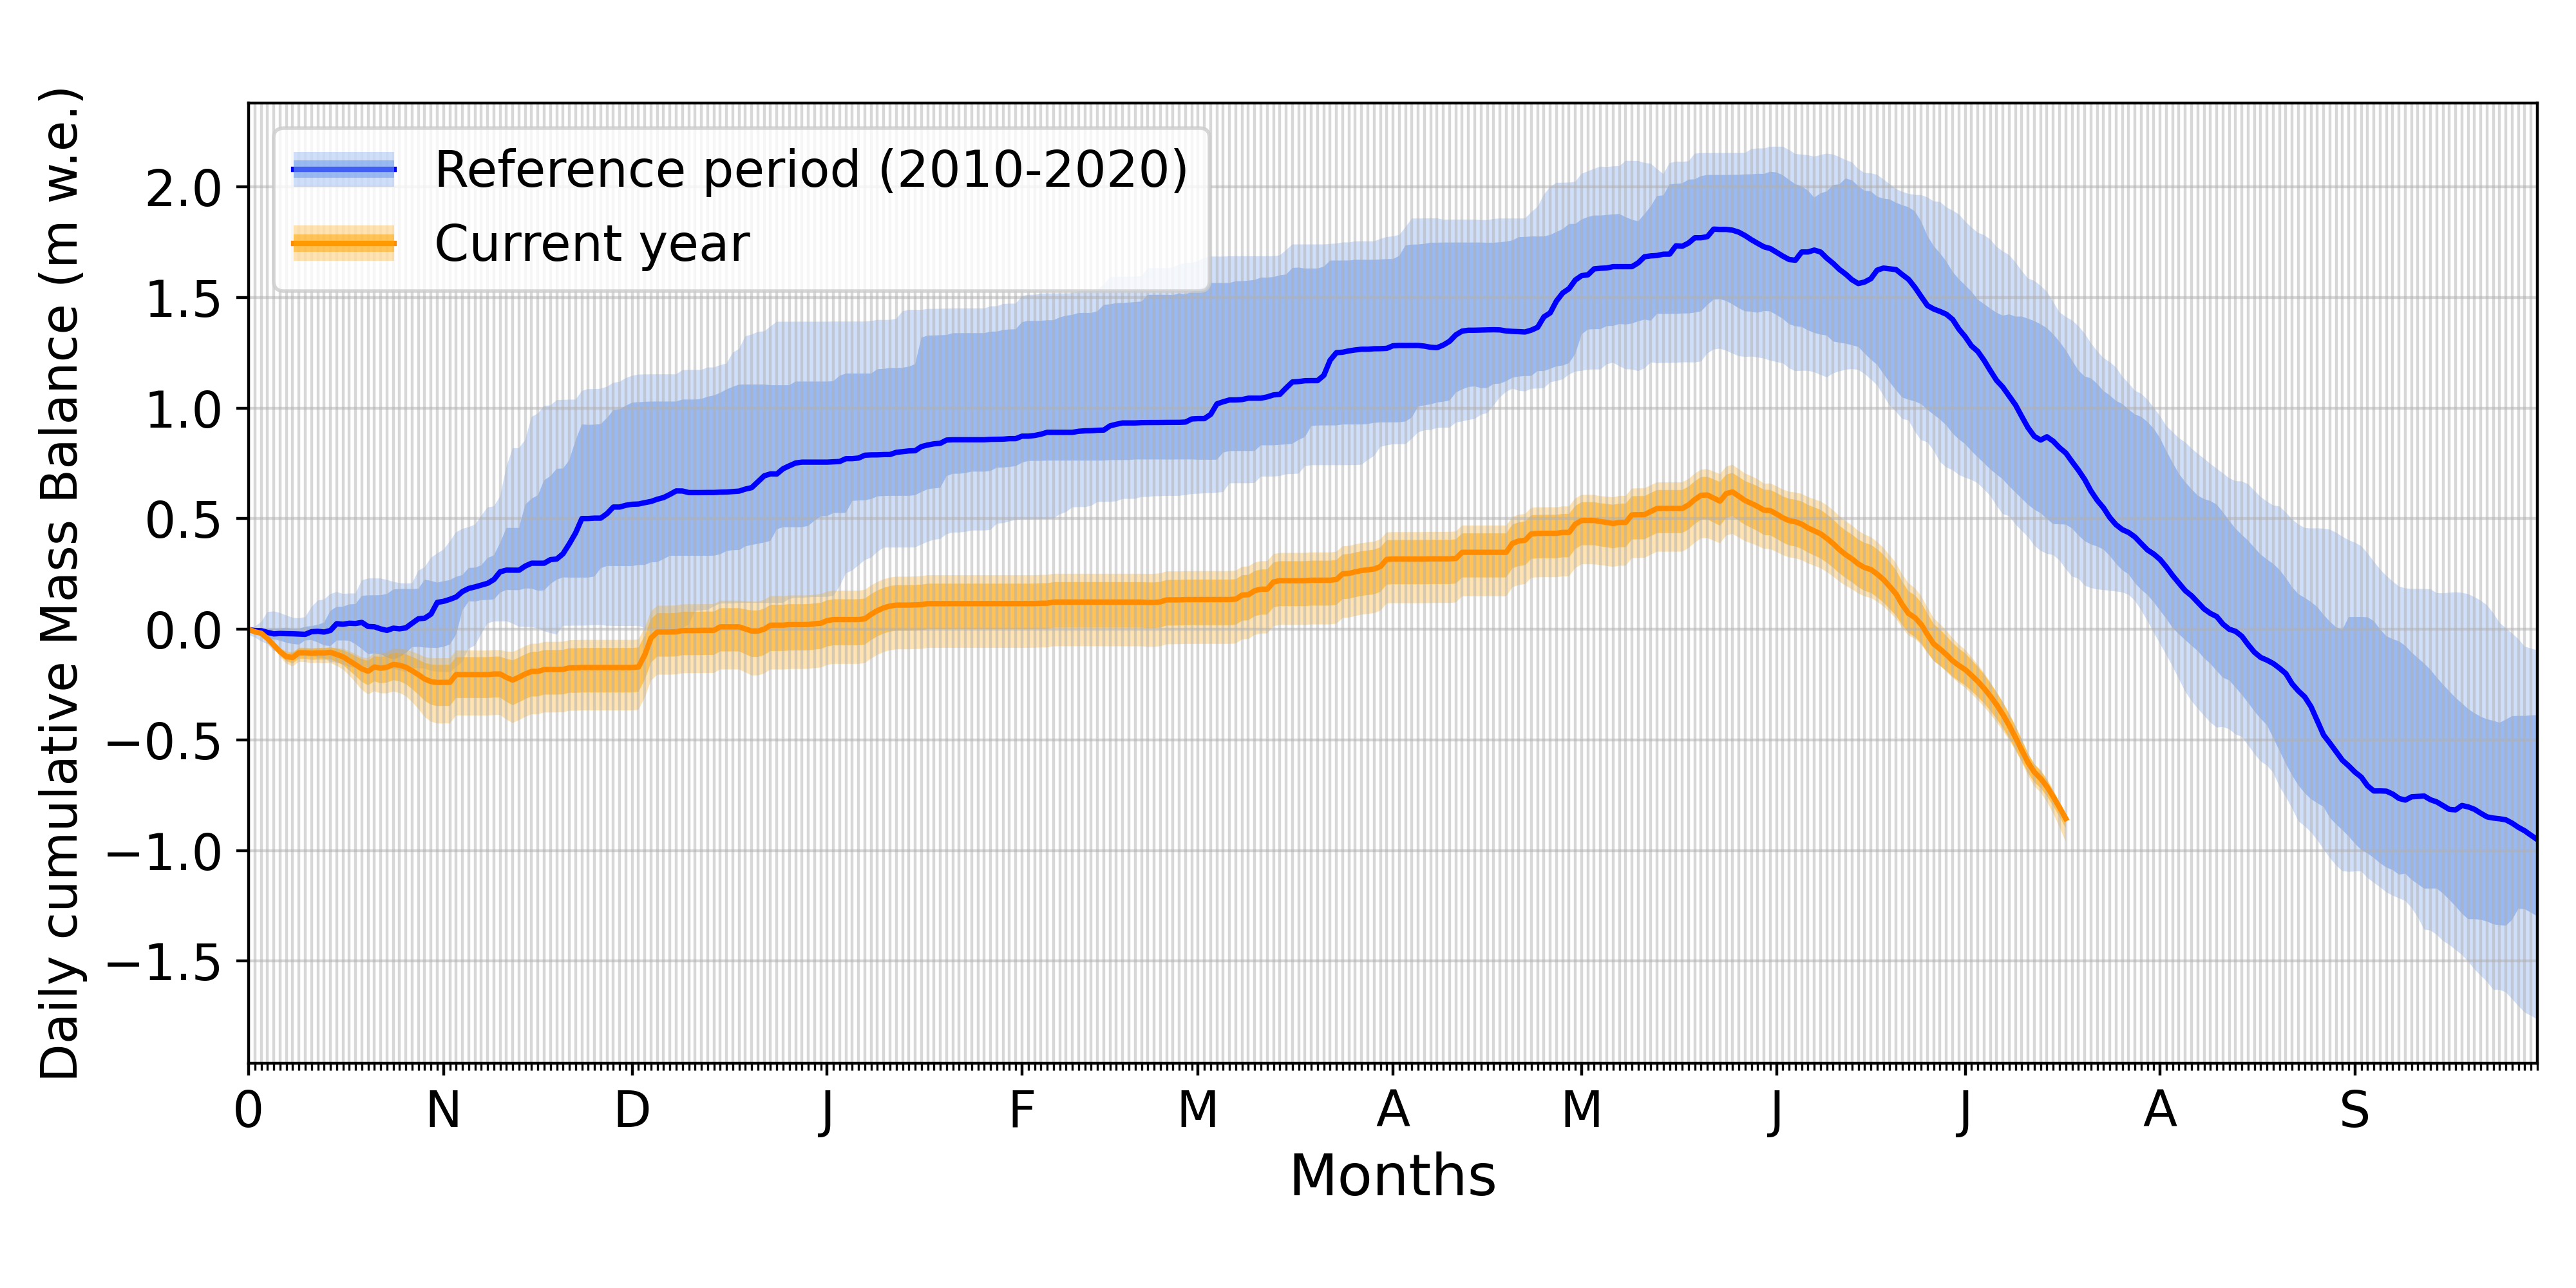 Daily cumulative Mass Balance (m w.e.)
Reference period (2010-2020)
Current year
2.0
1.5
1.0
0.5
0.0
−0.5
−1.0
−1.5
0 N D J F M A M J J A S
Months